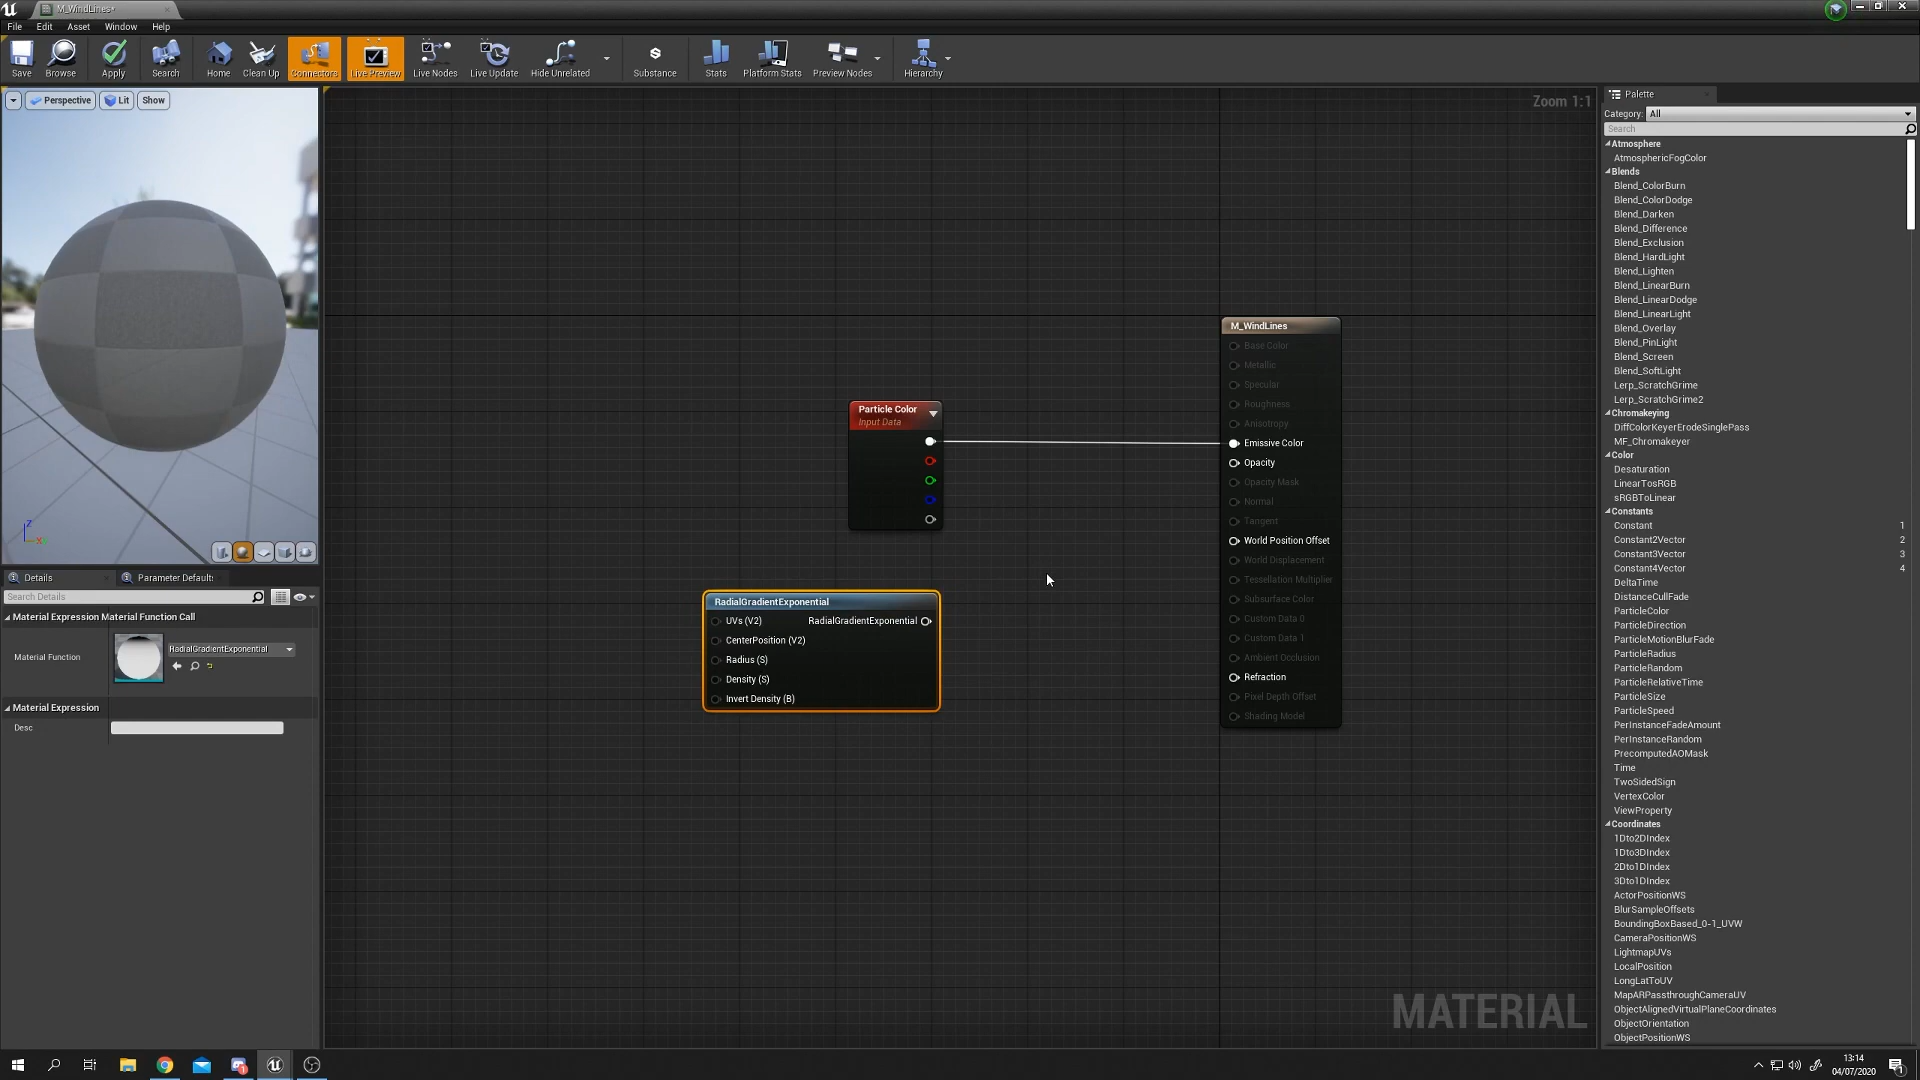 M_WindLines*
File Edit Asset Window Help
Save Browse Apply Search Home Clean Up Connectors Live Preview Live Nodes Live Update Hide Unrelated Substance Stats Platform Stats Preview Nodes Hierarchy
Perspective Lit Show
Zoom 1:1
Z
X
Details Parameter Defaults
Search Details
Material Expression Material Function Call
Material Function RadialGradientExponential
Material Expression
Desc
Particle Color
Input Data
RadialGradientExponential
UVs (V2) RadialGradientExponential
CenterPosition (V2)
Radius (S)
Density (S)
Invert Density (B)
M_WindLines
Base Color
Metallic
Specular
Roughness
Anisotropy
Emissive Color
Opacity
Opacity Mask
Normal
Tangent
World Position Offset
World Displacement
Tessellation Multiplier
Subsurface Color
Custom Data 0
Custom Data 1
Ambient Occlusion
Refraction
Pixel Depth Offset
Shading Model
MATERIAL
Palette
Category: All
Search
Atmosphere
AtmosphericFogColor
Blends
Blend_ColorBurn
Blend_ColorDodge
Blend_Darken
Blend_Difference
Blend_Exclusion
Blend_HardLight
Blend_Lighten
Blend_LinearBurn
Blend_LinearDodge
Blend_LinearLight
Blend_Overlay
Blend_PinLight
Blend_Screen
Blend_SoftLight
Lerp_ScratchGrime
Lerp_ScratchGrime2
Chromakeying
DiffColorKeyerErodeSinglePass
MF_Chromakeyer
Color
Desaturation
LinearTosRGB
sRGBToLinear
Constants
Constant 1
Constant2Vector 2
Constant3Vector 3
Constant4Vector 4
DeltaTime
DistanceCullFade
ParticleColor
ParticleDirection
ParticleMotionBlurFade
ParticleRadius
ParticleRandom
ParticleRelativeTime
ParticleSize
ParticleSpeed
PerInstanceFadeAmount
PerInstanceRandom
PrecomputedAOMask
Time
TwoSidedSign
VertexColor
ViewProperty
Coordinates
1Dto2DIndex
1Dto3DIndex
2Dto1DIndex
3Dto1DIndex
ActorPositionWS
BlurSampleOffsets
BoundingBoxBased_0-1_UVW
CameraPositionWS
LightmapUVs
LocalPosition
LongLatToUV
MapARPassthroughCameraUV
ObjectAlignedVirtualPlaneCoordinates
ObjectOrientation
ObjectPositionWS
13:14
04/07/2020